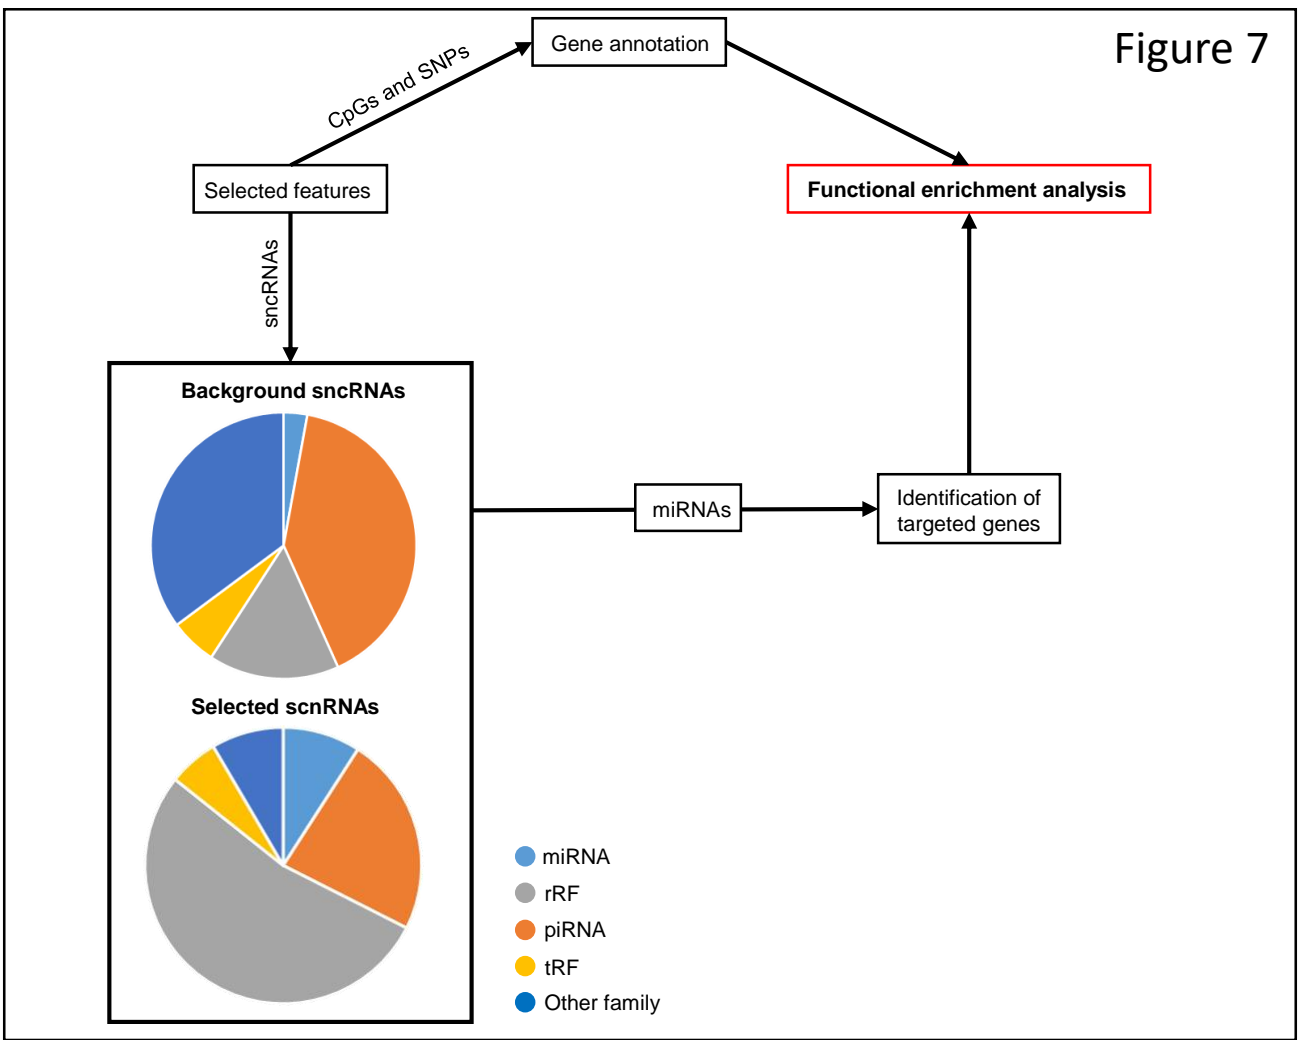 Figure 7
Gene annotation
CpGs and SNPs
Selected features
Functional enrichment analysis
sncRNAs
Background sncRNAs
miRNAs
Identification of
targeted genes
Selected scnRNAs
miRNA
rRF
piRNA
tRF
Other family